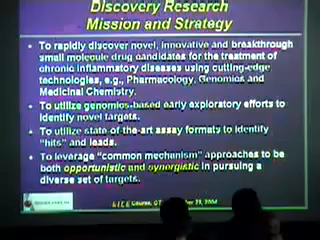 Discovery Research
Mission and Strategy
• To rapidly discover novel, innovative and breakthrough
small molecule drug candidates for the treatment of
chronic inflammatory diseases using cutting-edge
technologies, e.g., Pharmacology, Genomics and
Medicinal Chemistry.
• To utilize genomics-based early exploratory efforts to
identify novel targets.
• To utilize state-of-the-art assay formats to identify
"hits" and leads.
• To leverage "common mechanism" approaches to be
both opportunistic and synergistic in pursuing a
diverse set of targets.
Course, 29, 2004